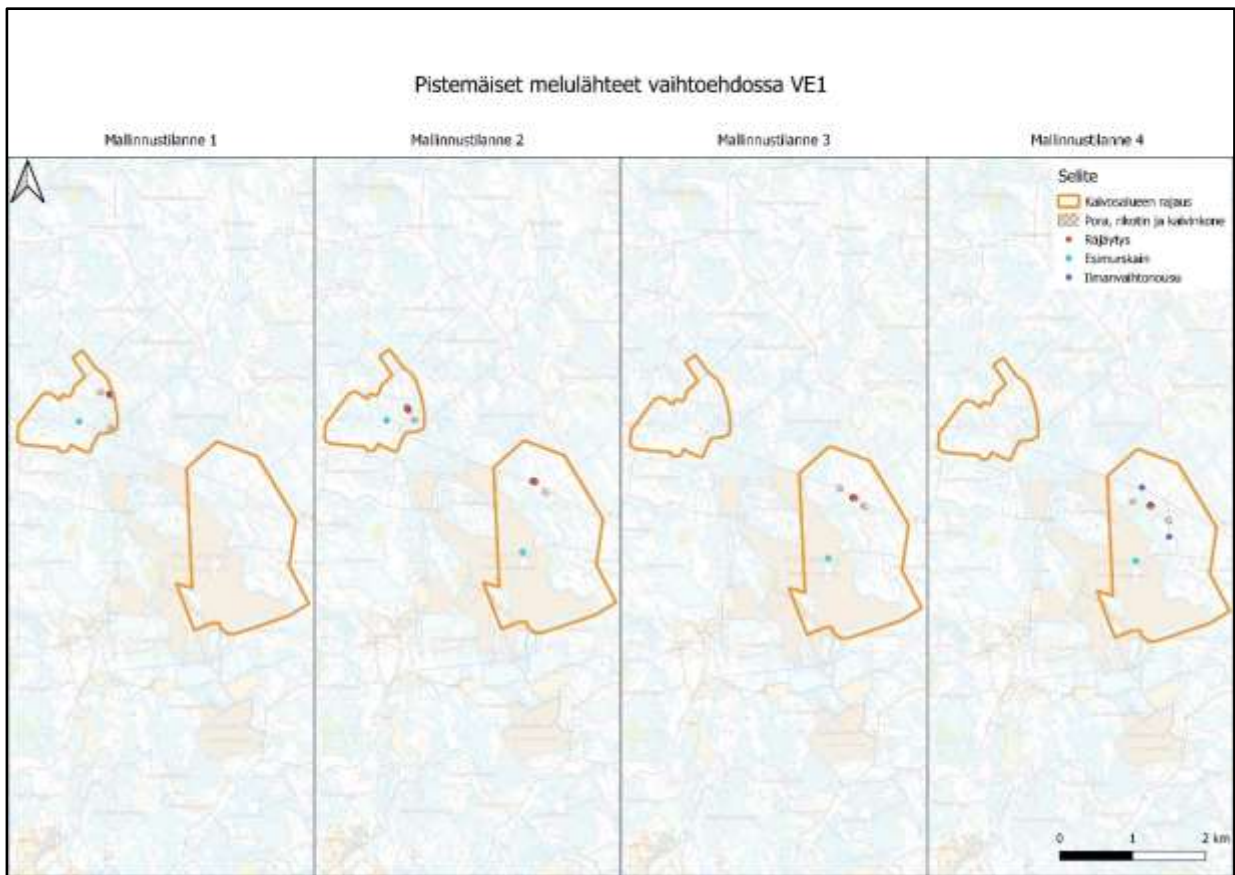 Pistemäiset melulähteet vaihtoehdossa VE1
Mallinnustilanne 1
Mallinnustilanne 2
Mallinnustilanne 3
Mallinnustilanne 4
Selite
Kaivosalueen rajaus
Pora, rikotin ja kaivinkone
Räjäytys
Esimurskain
Ilmanvaihtonousu
0 1 2 km